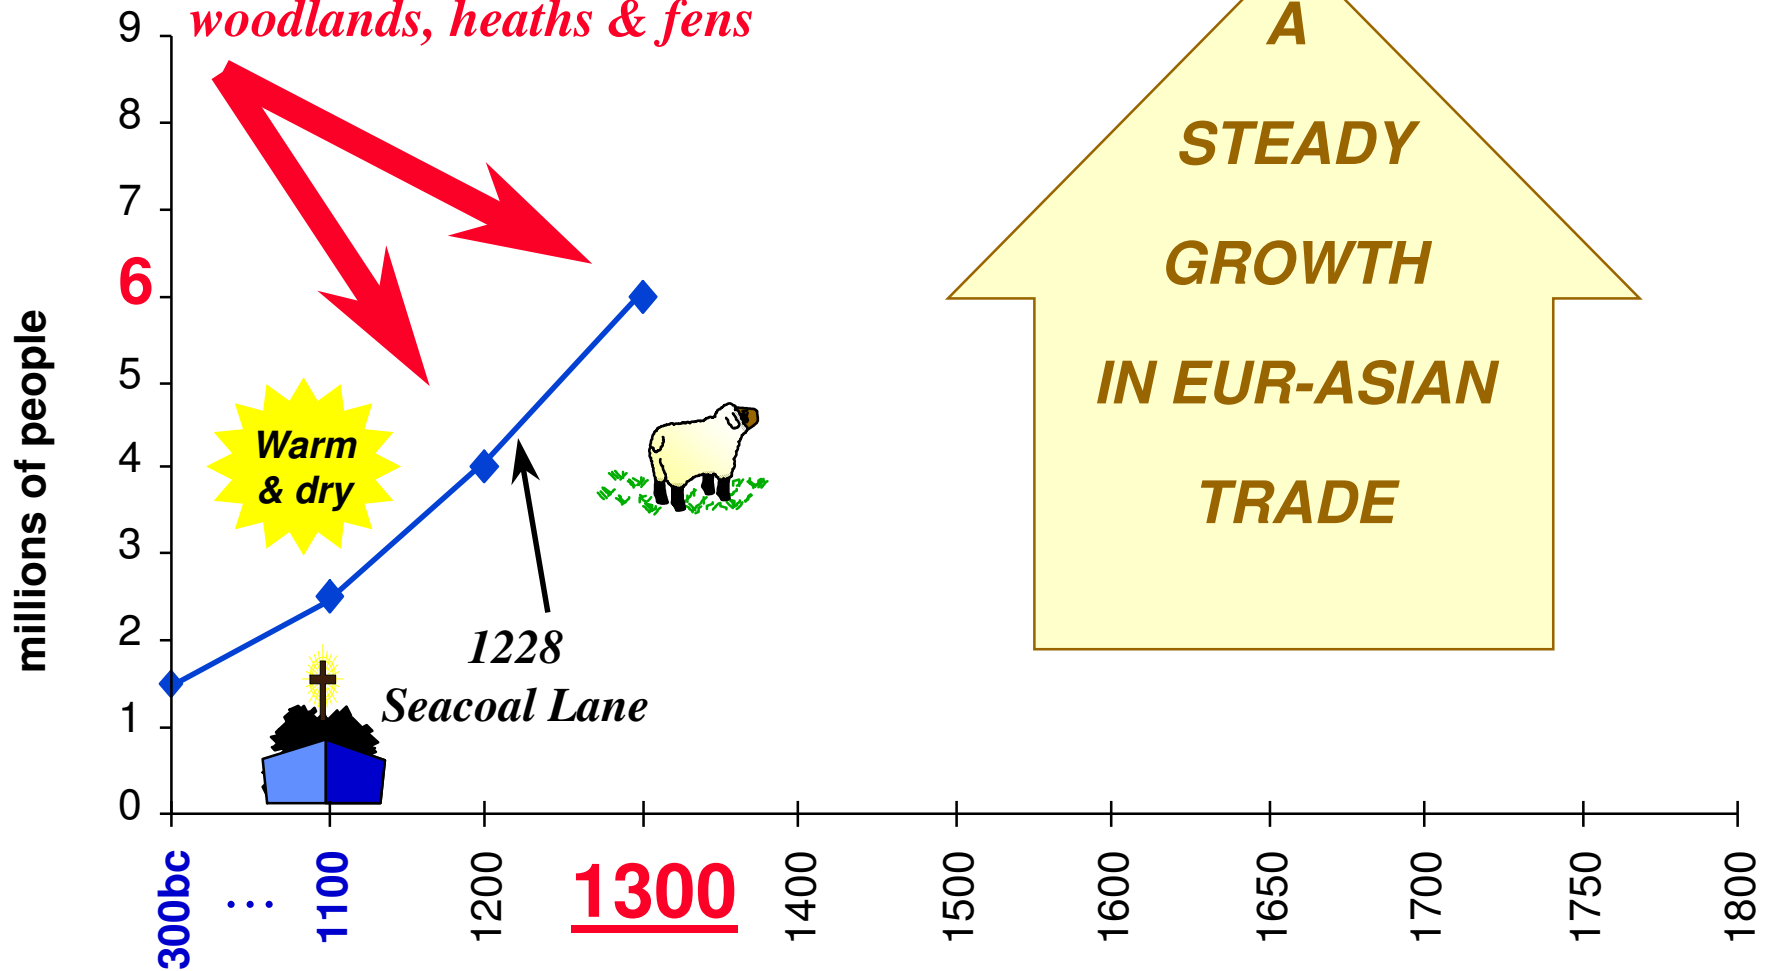 woodlands, heaths & fens
9
8
7
6
5
4
3
2
1
0
millions of people
Warm
& dry
1228
Seacoal Lane
A
STEADY
GROWTH
IN EUR-ASIAN
TRADE
300bc
...
1100
1200
1300
1400
1500
1600
1650
1700
1750
1800